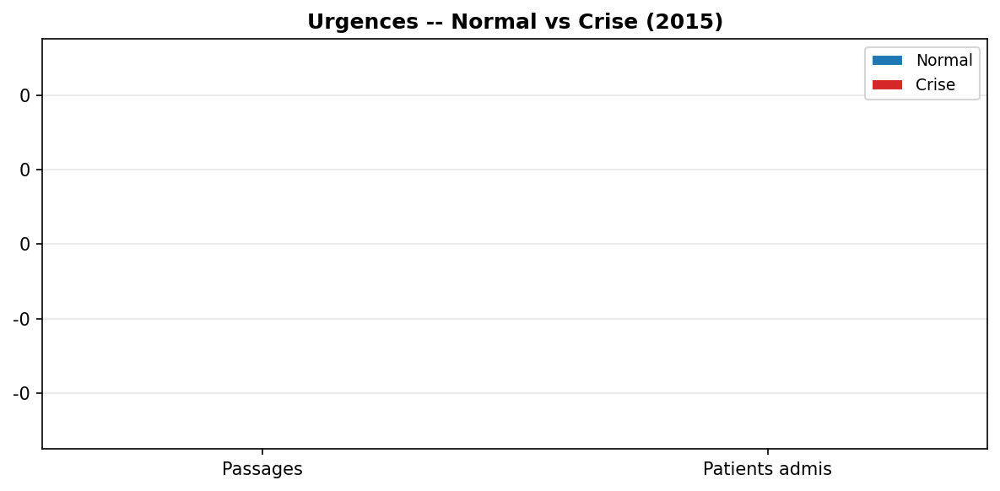 Urgences -- Normal vs Crise (2015)
Normal
Crise
0
0
0
-0
-0
Passages
Patients admis